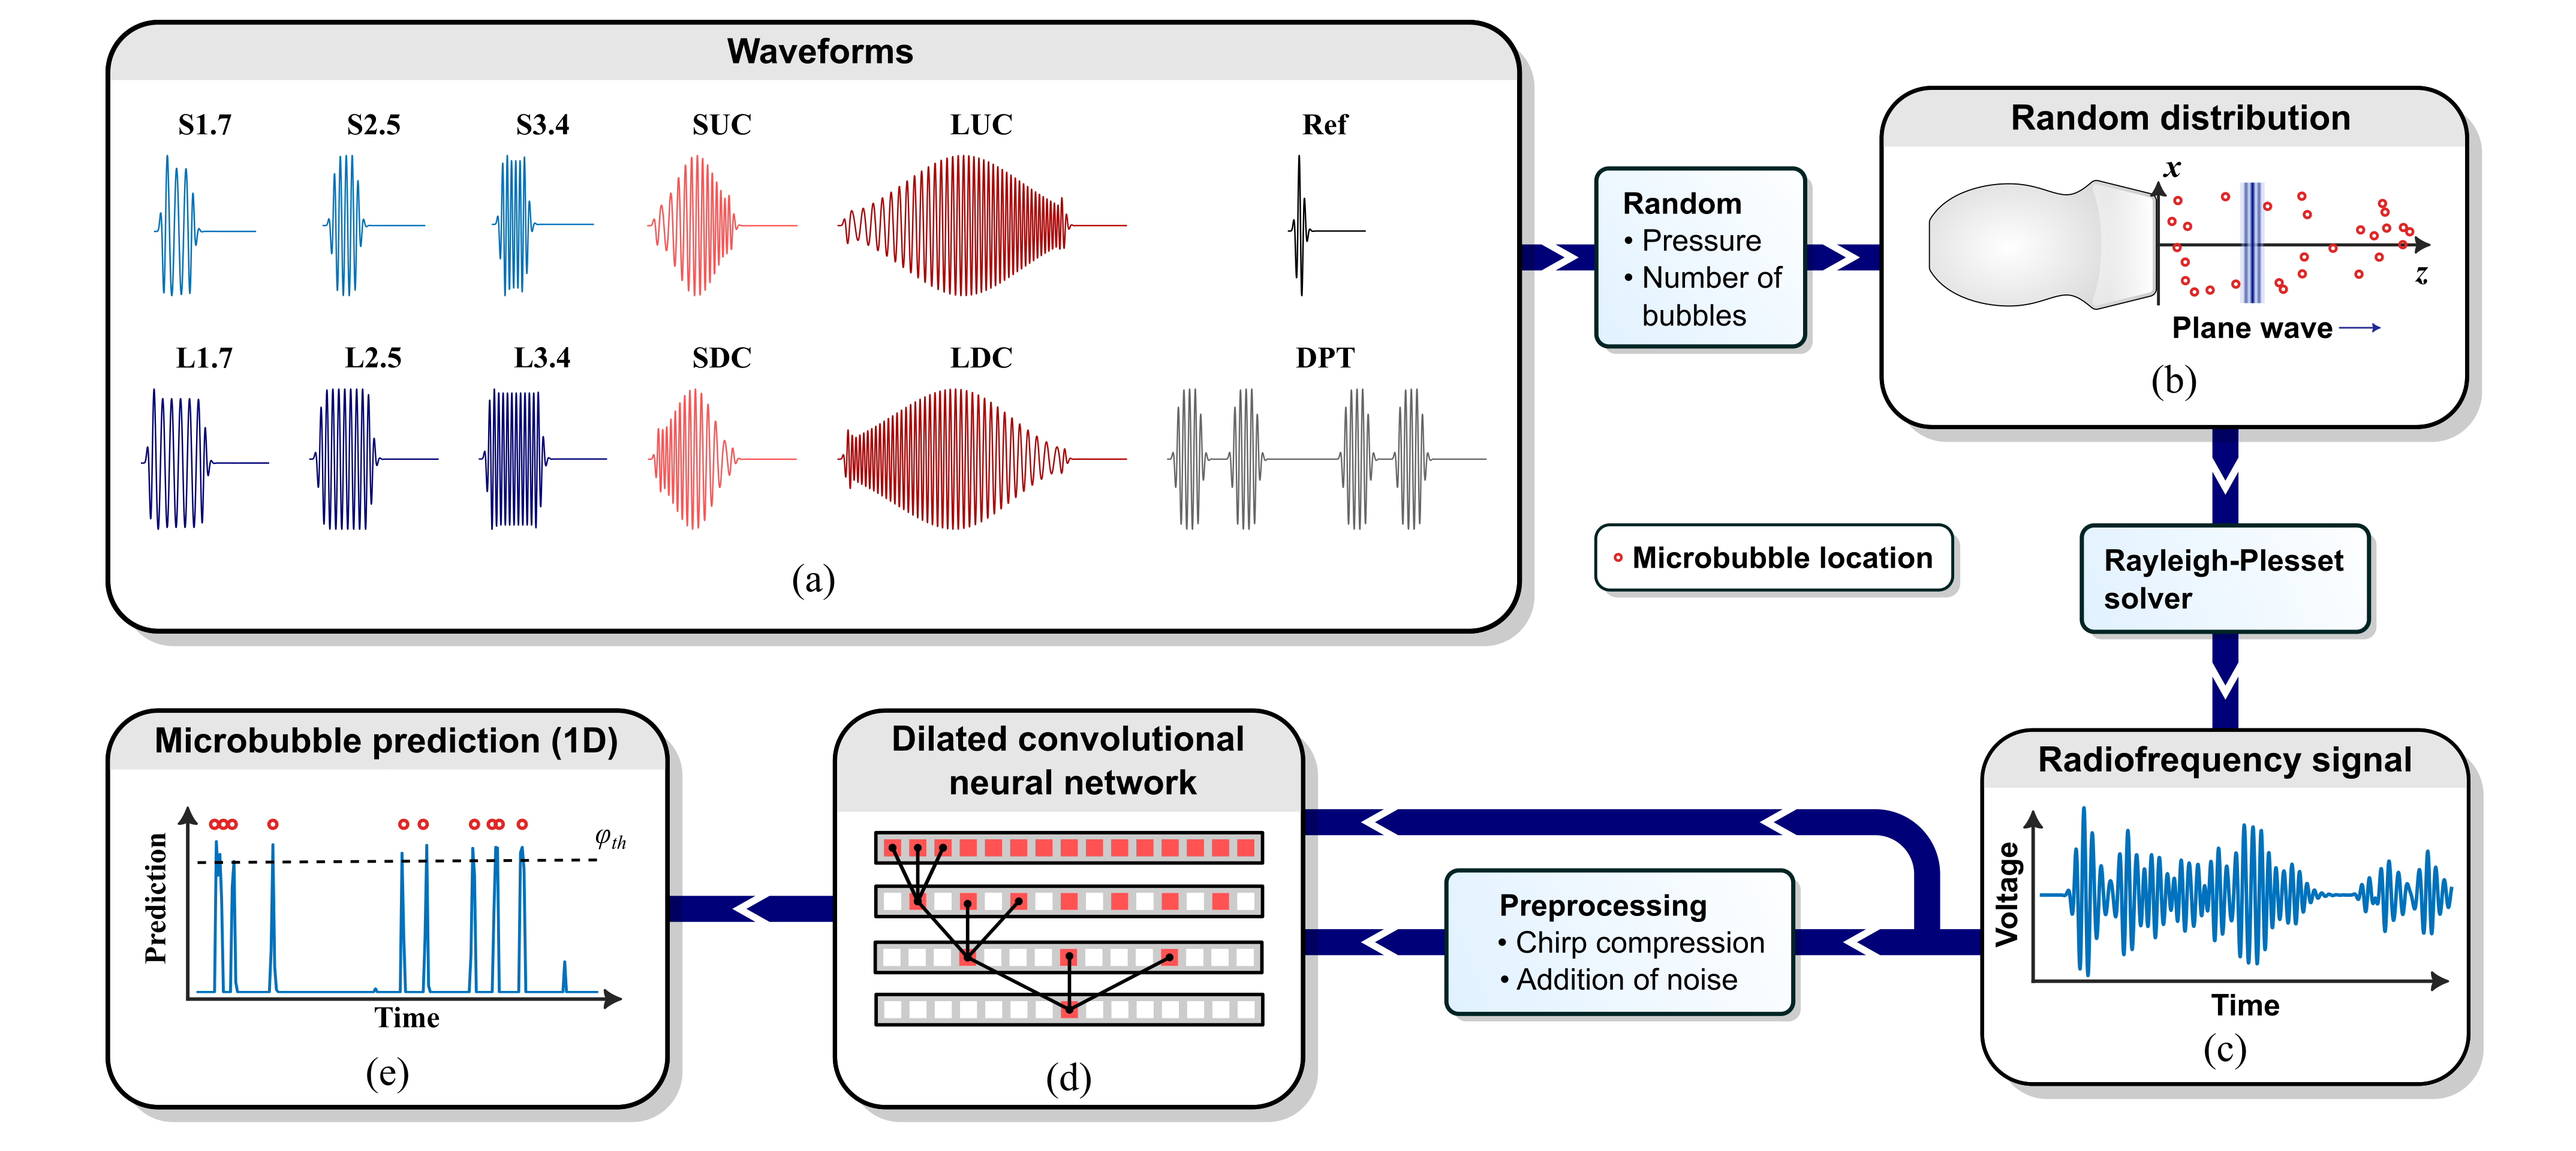 Waveforms
S1.7
S2.5
S3.4
SUC
LUC
Ref
L1.7
L2.5
L3.4
SDC
LDC
DPT
(a)
Random
• Pressure
• Number of
bubbles
Random distribution
x
z
Plane wave
(b)
Microbubble location
Rayleigh-Plesset
solver
Radiofrequency signal
Voltage
Time
(c)
Preprocessing
• Chirp compression
• Addition of noise
Dilated convolutional
neural network
(d)
Microbubble prediction (1D)
Prediction
φth
Time
(e)